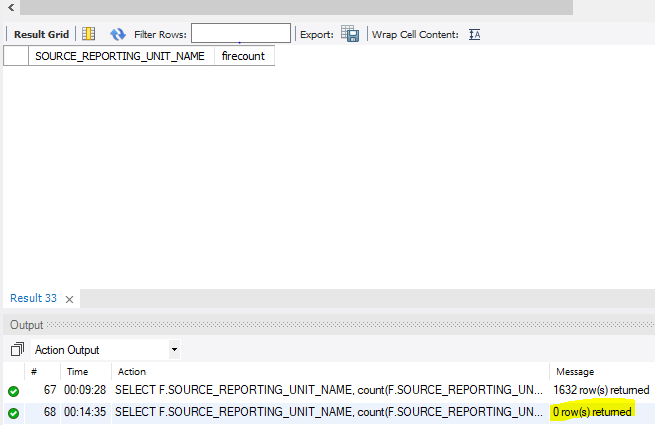 Result Grid Filter Rows: Export: Wrap Cell Content:
SOURCE_REPORTING_UNIT_NAME firecount
Result 33
Output
Action Output
# Time Action Message
67 00:09:28 SELECT F.SOURCE_REPORTING_UNIT_NAME, count(F.SOURCE_REPORTING_UN... 1632 row(s) returned
68 00:14:35 SELECT F.SOURCE_REPORTING_UNIT_NAME, count(F.SOURCE_REPORTING_UN... 0 row(s) returned